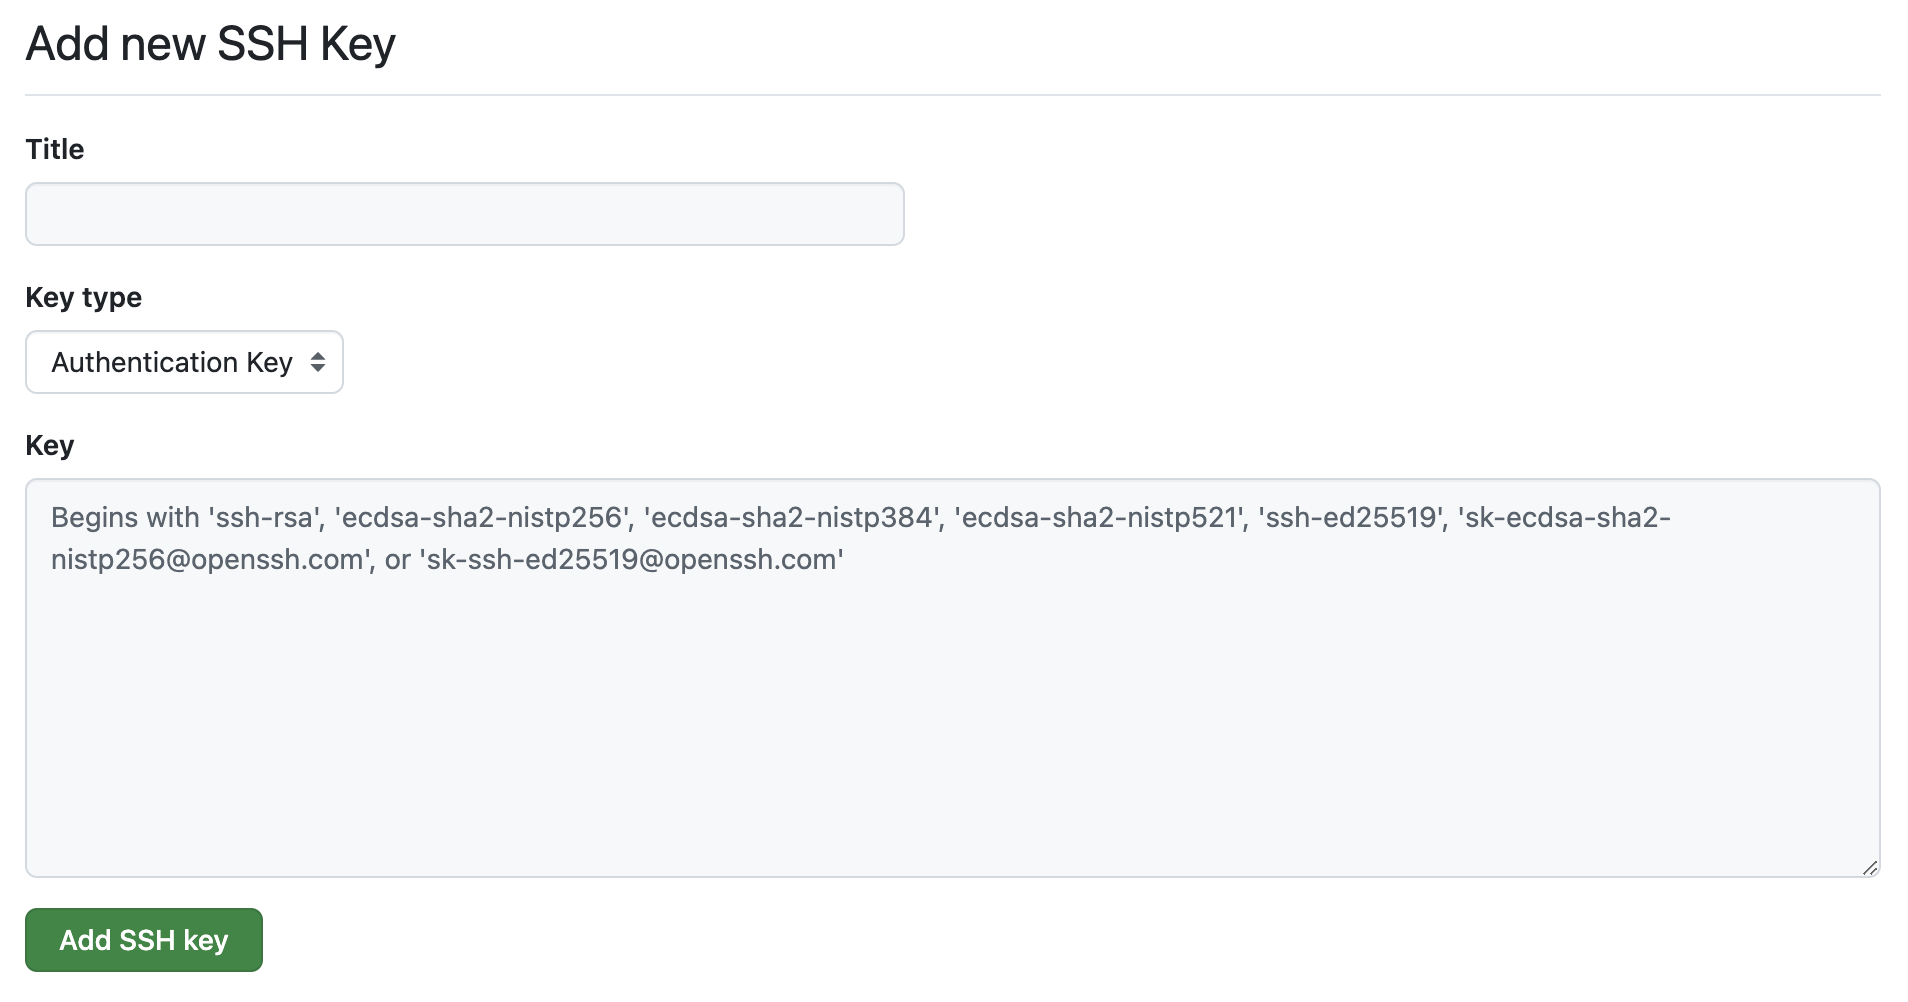 Add new SSH Key
Title
Key type
Authentication Key
Key
Begins with 'ssh-rsa', 'ecdsa-sha2-nistp256', 'ecdsa-sha2-nistp384', 'ecdsa-sha2-nistp521', 'ssh-ed25519', 'sk-ecdsa-sha2-
nistp256@openssh.com', or 'sk-ssh-ed25519@openssh.com'
Add SSH key